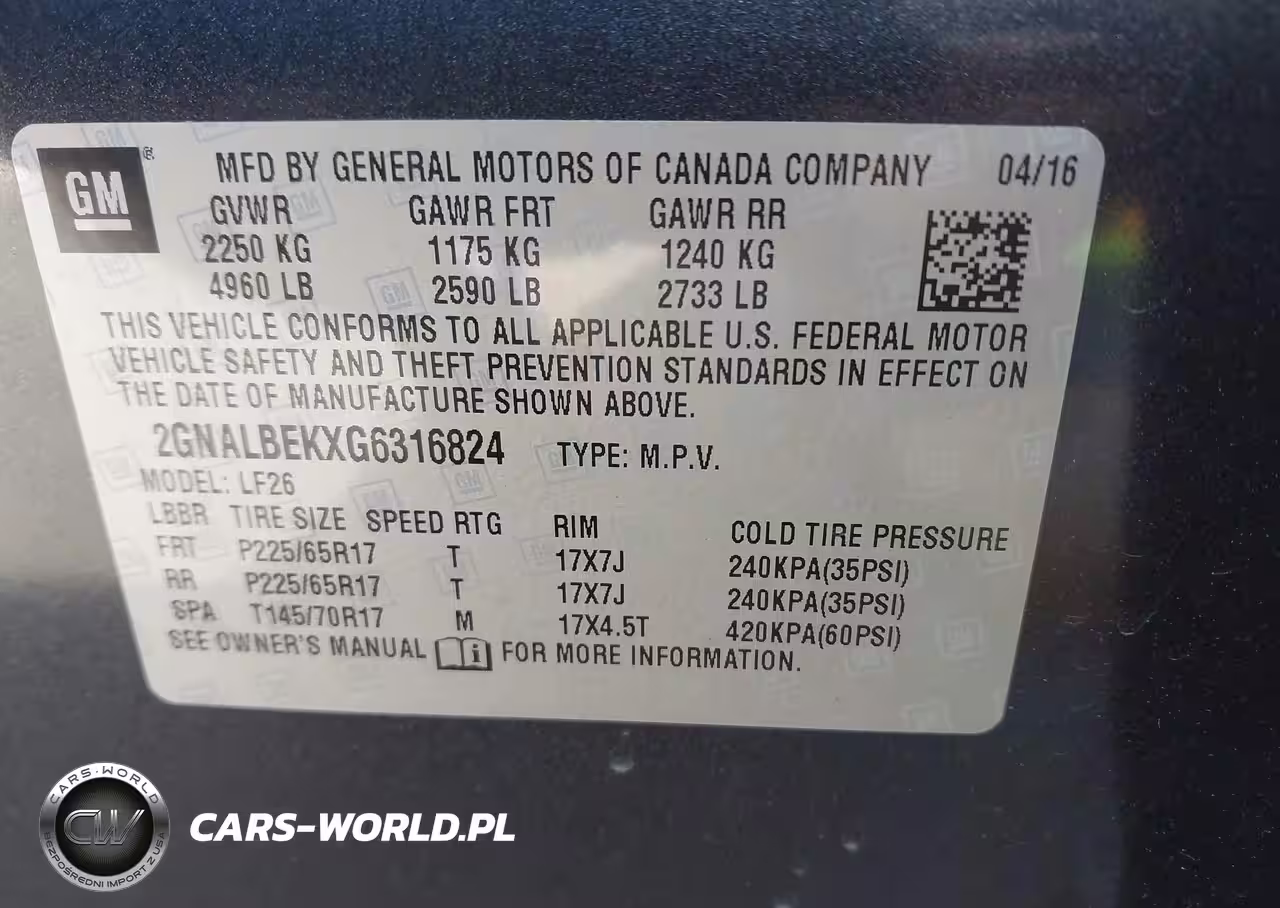 GM
MFD BY GENERAL MOTORS OF CANADA COMPANY 04/16
GVWR GAWR FRT GAWR RR
2250 KG 1175 KG 1240 KG
4960 LB 2590 LB 2733 LB
THIS VEHICLE CONFORMS TO ALL APPLICABLE U.S. FEDERAL MOTOR
VEHICLE SAFETY AND THEFT PREVENTION STANDARDS IN EFFECT ON
THE DATE OF MANUFACTURE SHOWN ABOVE.
2GNALBEKXG6316824 TYPE: M.P.V.
MODEL: LF26
LBBR TIRE SIZE SPEED RTG RIM COLD TIRE PRESSURE
FRT P225/65R17 T 17X7J 240KPA(35PSI)
RR P225/65R17 T 17X7J 240KPA(35PSI)
SPA T145/70R17 M 17X4.5T 420KPA(60PSI)
SEE OWNER'S MANUAL i FOR MORE INFORMATION.
CARS-WORLD
CW
BEZPOŚREDNI IMPORT Z USA
CARS-WORLD.PL